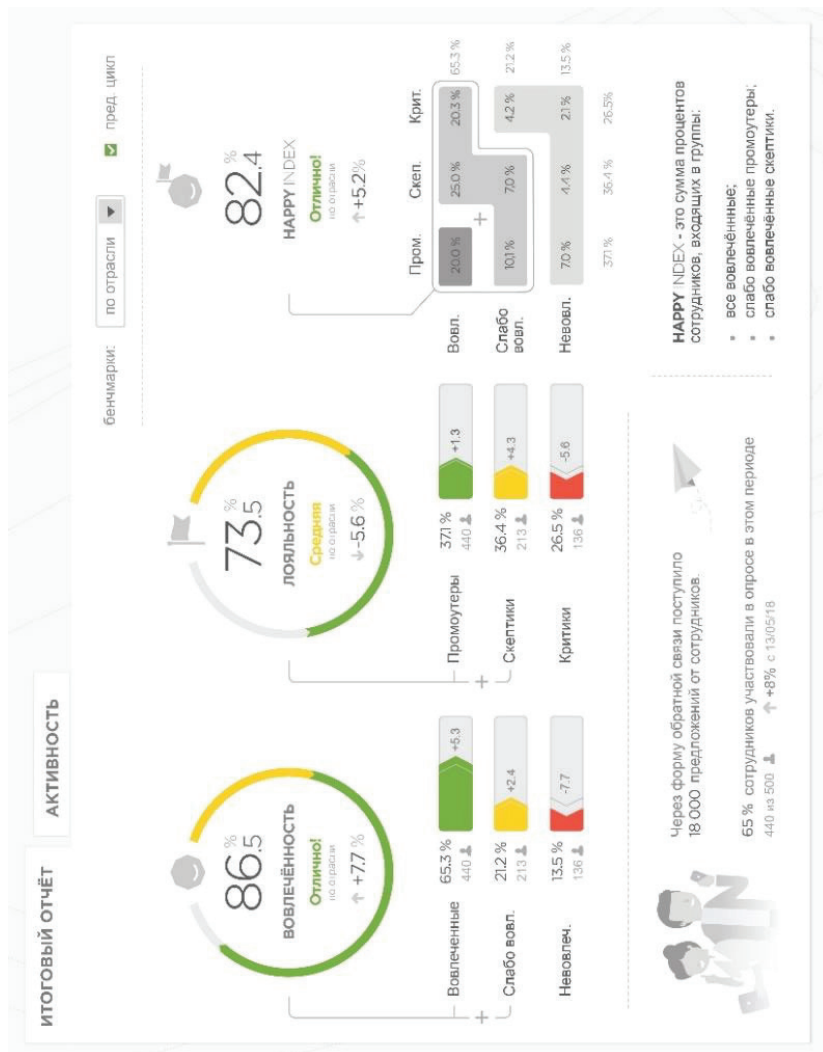 ИТОГОВЫЙ ОТЧЁТ
АКТИВНОСТЬ
бенчмарки:
по отрасли
пред. цикл
86.5 %
ВОВЛЕЧЁННОСТЬ
Отлично!
по отрасли
+7.7 %
Вовлеченные
65.3 %
440
+5.3
Слабо вовл.
21.2 %
213
+2.4
Невовлеч.
13.5 %
136
-7.7
73.5 %
ЛОЯЛЬНОСТЬ
Средняя
по отрасли
-5.6 %
Промоутеры
37.1 %
440
+1.3
Скептики
36.4 %
213
+4.3
Критики
26.5 %
136
-5.6
82.4 %
HAPPY INDEX
Отлично!
по отрасли
+5.2%
Пром. Скеп. Крит.
Вовл. 20.0 % 25.0 % 20.3 % 65.3 %
Слабо
вовл.
10.1 % 7.0 % 4.2 % 21.2 %
Невовл. 7.0 % 4.4 % 2.1 % 13.5 %
37.1 % 36.4 % 26.5%
Через форму обратной связи поступило
18 000 предложений от сотрудников.
65 % сотрудников участвовали в опросе в этом периоде
440 из 500 +8% с 13/05/18
HAPPY INDEX - это сумма процентов
сотрудников, входящих в группы:
• все вовлечённные;
• слабо вовлечённые промоутеры;
• слабо вовлечённые скептики.